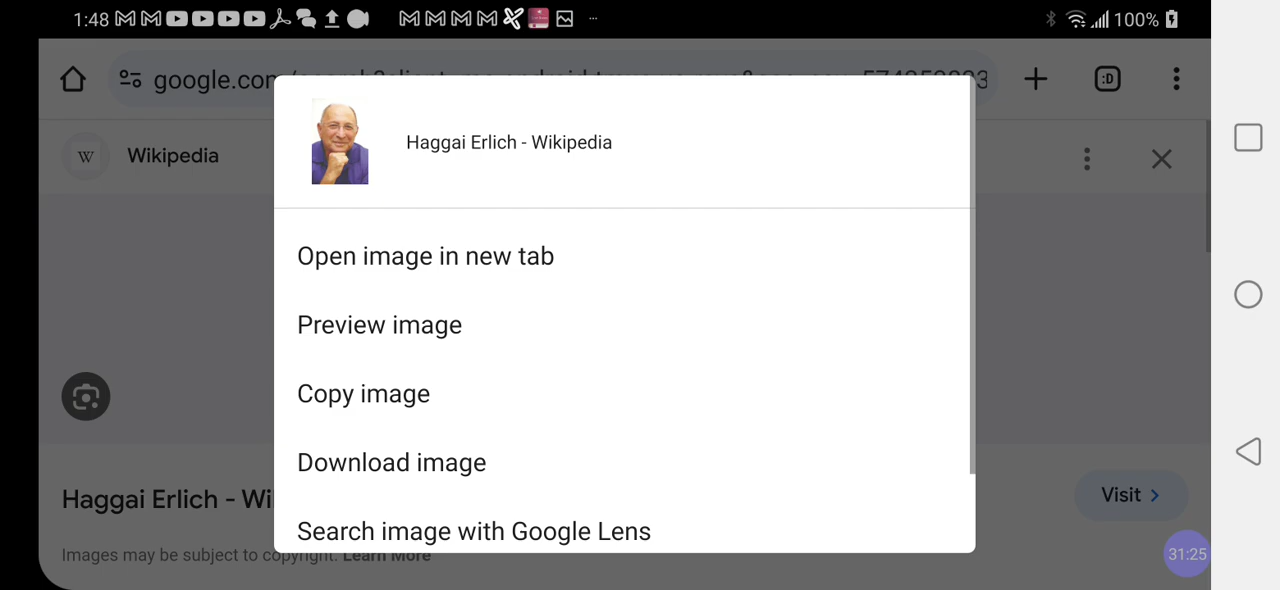 1:48
100%
google.com
:D
Wikipedia
Haggai Erlich - Wikipedia
Open image in new tab
Preview image
Copy image
Download image
Search image with Google Lens
Haggai Erlich - Wi
Visit
Images may be subject to copyright. Learn More
31:25